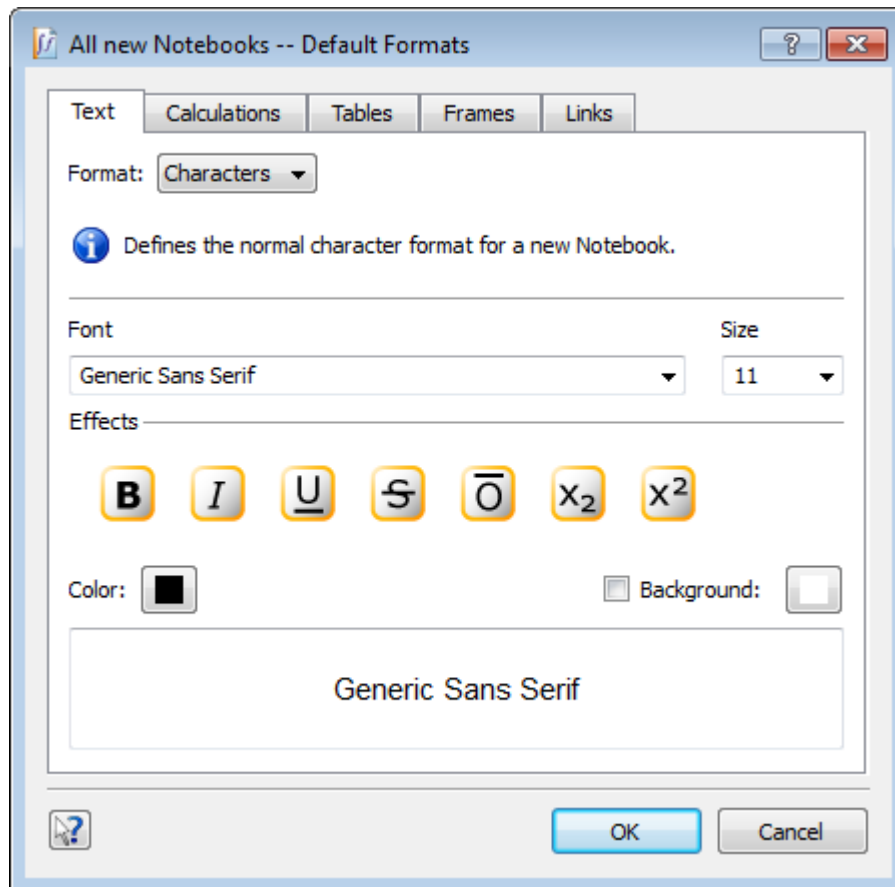 All new Notebooks -- Default Formats
Text Calculations Tables Frames Links
Format: Characters
Defines the normal character format for a new Notebook.
Font Size
Generic Sans Serif 11
Effects
B I U S O X₂ X²
Color: Background:
Generic Sans Serif
OK Cancel